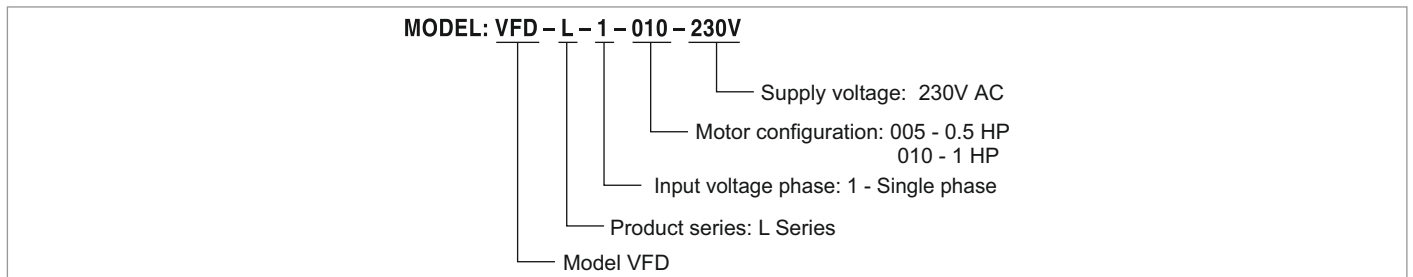 MODEL: VFD – L – 1 – 010 – 230V
Supply voltage: 230V AC
Motor configuration: 005 - 0.5 HP
010 - 1 HP
Input voltage phase: 1 - Single phase
Product series: L Series
Model VFD